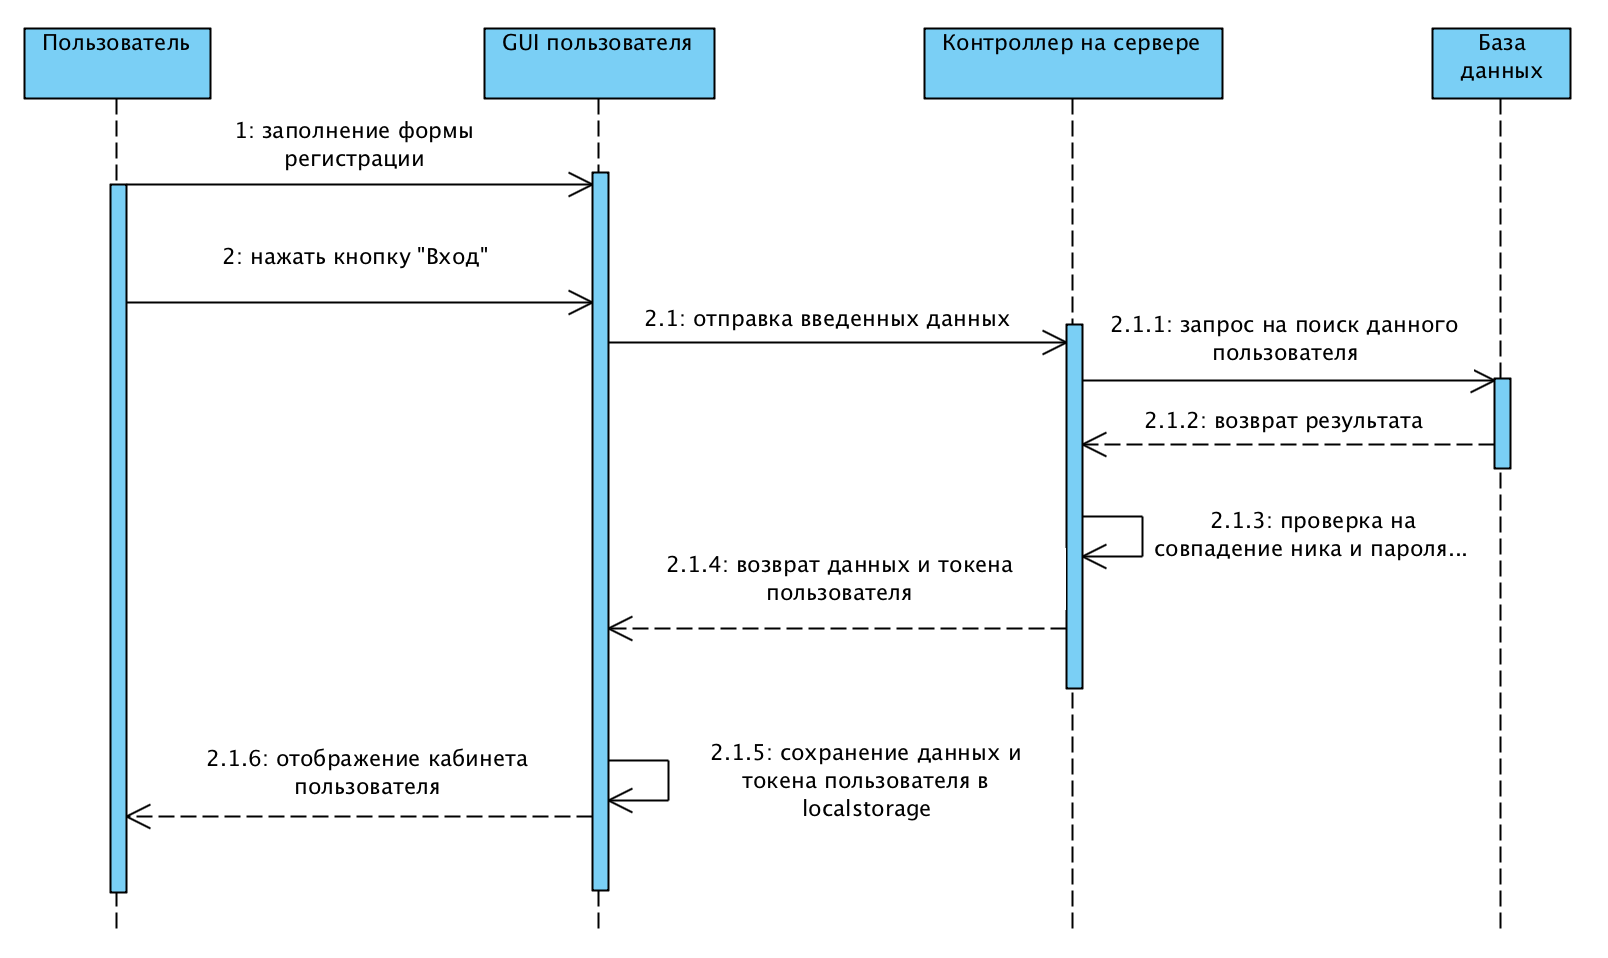 Пользователь
GUI пользователя
Контроллер на сервере
База
данных
1: заполнение формы
регистрации
2: нажать кнопку "Вход"
2.1: отправка введенных данных
2.1.1: запрос на поиск данного
пользователя
2.1.2: возврат результата
2.1.3: проверка на
совпадение ника и пароля...
2.1.4: возврат данных и токена
пользователя
2.1.5: сохранение данных и
токена пользователя в
localstorage
2.1.6: отображение кабинета
пользователя